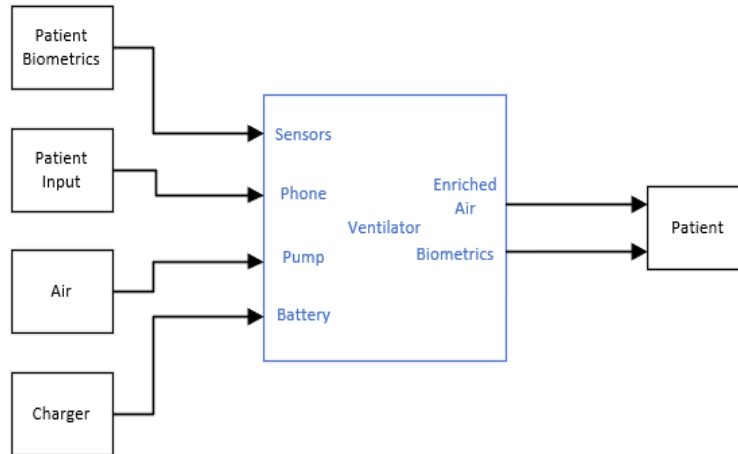 Patient
Biometrics
Patient
Input
Air
Charger
Sensors
Phone
Pump
Battery
Ventilator
Enriched
Air
Biometrics
Patient